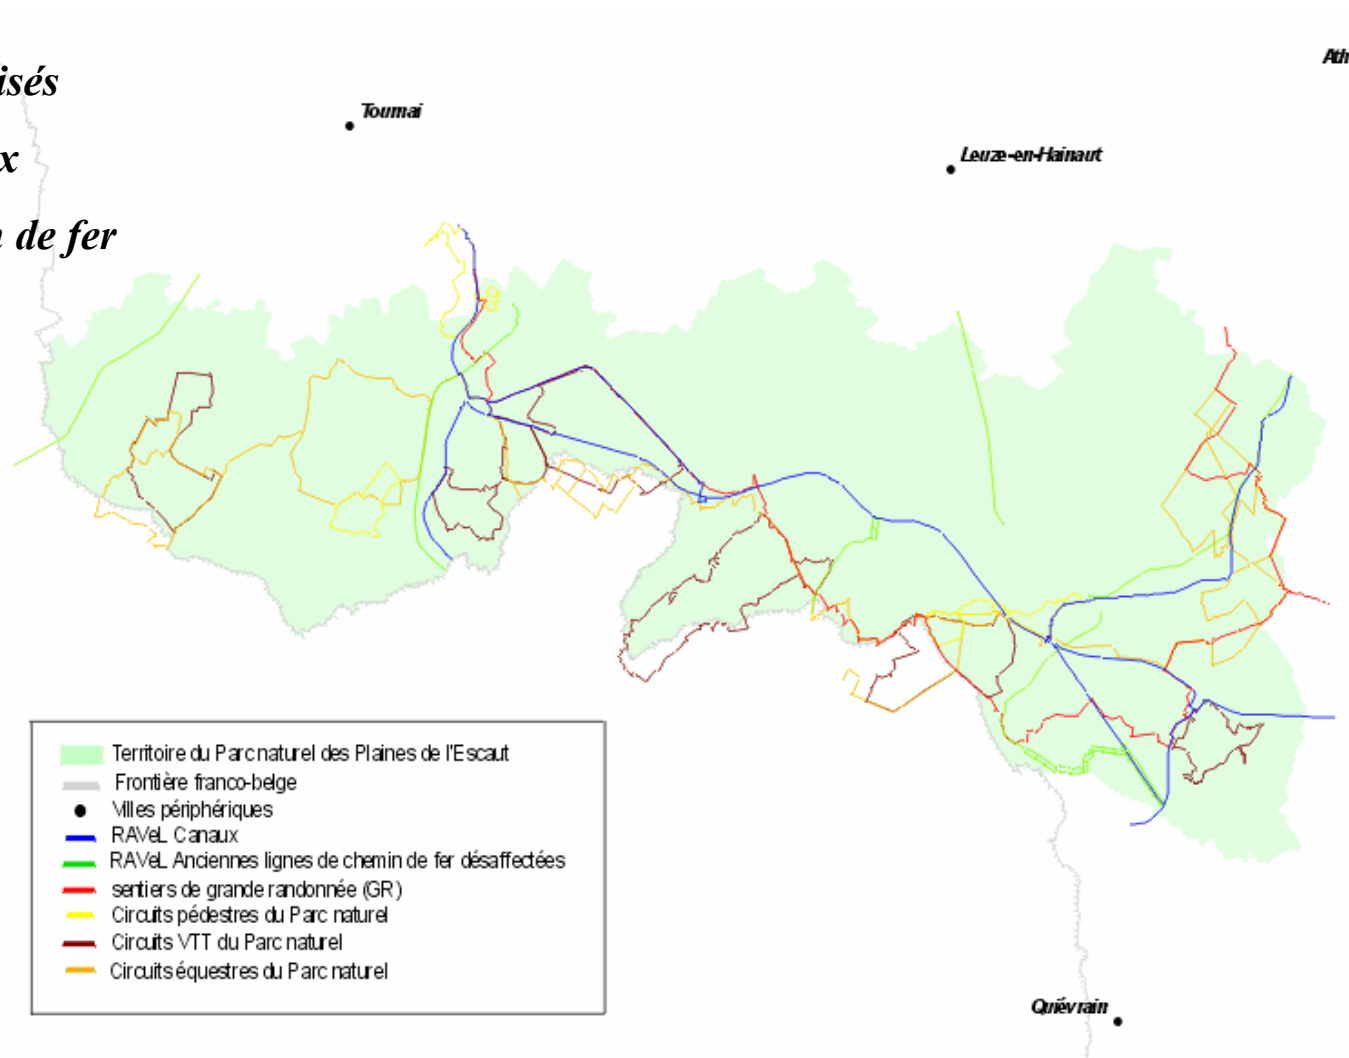 isés
x
de fer
Ath
Tournai
Leuze-en-Hainaut
Territoire du Parc naturel des Plaines de l'Escaut
Frontière franco-belge
Villes périphériques
RAVeL Canaux
RAVeL Anciennes lignes de chemin de fer désaffectées
sentiers de grande randonnée (GR)
Circuits pédestres du Parc naturel
Circuits VTT du Parc naturel
Circuits équestres du Parc naturel
Quiévrain